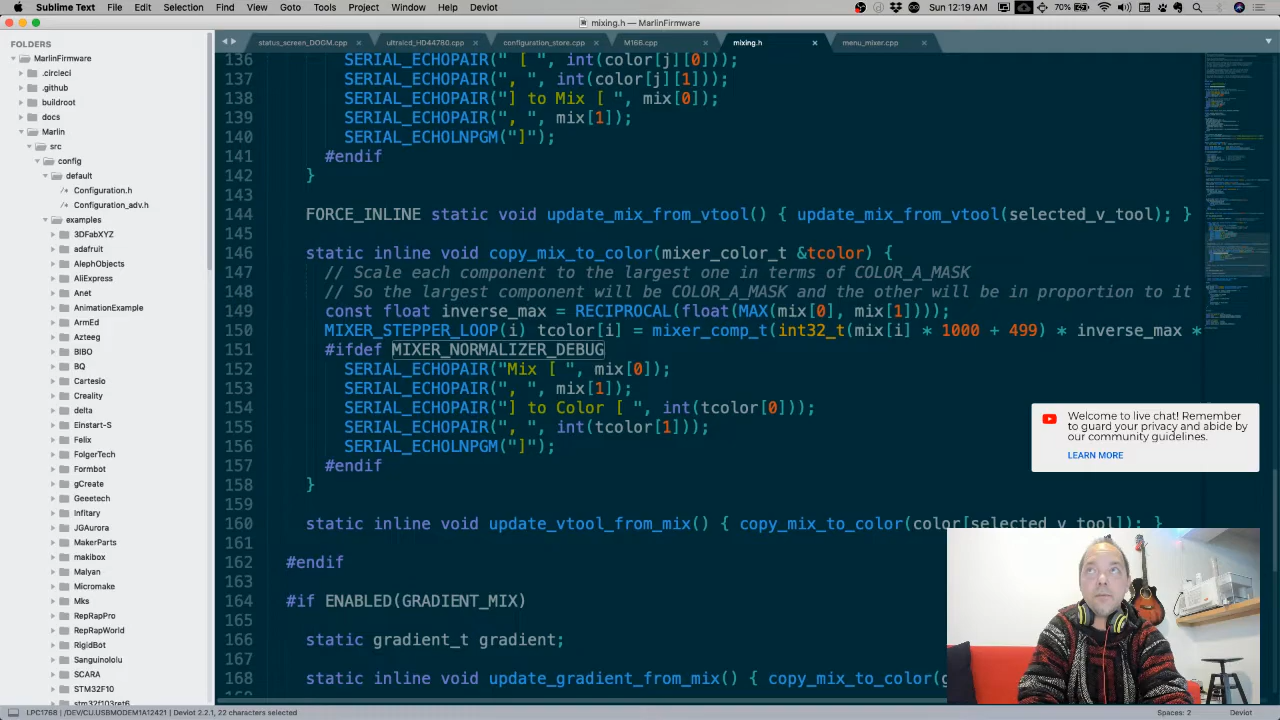 Sublime Text File Edit Selection Find View Goto Tools Project Window Help Deviot
70% Sun 12:19 AM
mixing.h — MarlinFirmware
status_screen_DOGM.cpp ultralcd_HD44780.cpp configuration_store.cpp M166.cpp mixing.h menu_mixer.cpp
FOLDERS
MarlinFirmware
.circleci
.github
buildroot
docs
Marlin
src
config
default
Configuration.h
Configuration_adv.h
examples
3DFabXYZ
adafruit
AlephObjects
AliExpress
Anet
AnimationExample
ArmEd
Azteeg
BIBO
BQ
Cartesio
Creality
delta
Einstart-S
Felix
FolgerTech
Formbot
gCreate
Geeetech
Infitary
JGAurora
MakerParts
makibox
Malyan
Micromake
Mks
RepRapPro
RepRapWorld
RigidBot
Sanguinololu
SCARA
STM32F10
stm32f103ret6
136 SERIAL_ECHOPAIR(" [ ", int(color[j][0]));
137 SERIAL_ECHOPAIR(", ", int(color[j][1]));
138 SERIAL_ECHOPAIR("] to Mix [ ", mix[0]);
139 SERIAL_ECHOPAIR(", ", mix[1]);
140 SERIAL_ECHOLNPGM("]");
141 #endif
142 }
143
144 FORCE_INLINE static void update_mix_from_vtool() { update_mix_from_vtool(selected_v_tool); }
145
146 static inline void copy_mix_to_color(mixer_color_t &tcolor) {
147 // Scale each component to the largest one in terms of COLOR_A_MASK
148 // So the largest component will be COLOR_A_MASK and the other will be in proportion to it
149 const float inverse_max = RECIPROCAL(float(MAX(mix[0], mix[1])));
150 MIXER_STEPPER_LOOP(i) tcolor[i] = mixer_comp_t(int32_t(mix[i] * 1000 + 499) * inverse_max *
151 #ifdef MIXER_NORMALIZER_DEBUG
152 SERIAL_ECHOPAIR("Mix [ ", mix[0]);
153 SERIAL_ECHOPAIR(", ", mix[1]);
154 SERIAL_ECHOPAIR("] to Color [ ", int(tcolor[0]));
155 SERIAL_ECHOPAIR(", ", int(tcolor[1]));
156 SERIAL_ECHOLNPGM("]");
157 #endif
158 }
159
160 static inline void update_vtool_from_mix() { copy_mix_to_color(color[selected_v_tool]); }
161
162 #endif
163
164 #if ENABLED(GRADIENT_MIX)
165
166 static gradient_t gradient;
167
168 static inline void update_gradient_from_mix() { copy_mix_to_color(g
Welcome to live chat! Remember
to guard your privacy and abide by
our community guidelines.
LEARN MORE
LPC1768 | /DEV/CU.USBMODEM1A12421 | Deviot 2.2.1, 22 characters selected
Spaces: 2 Deviot